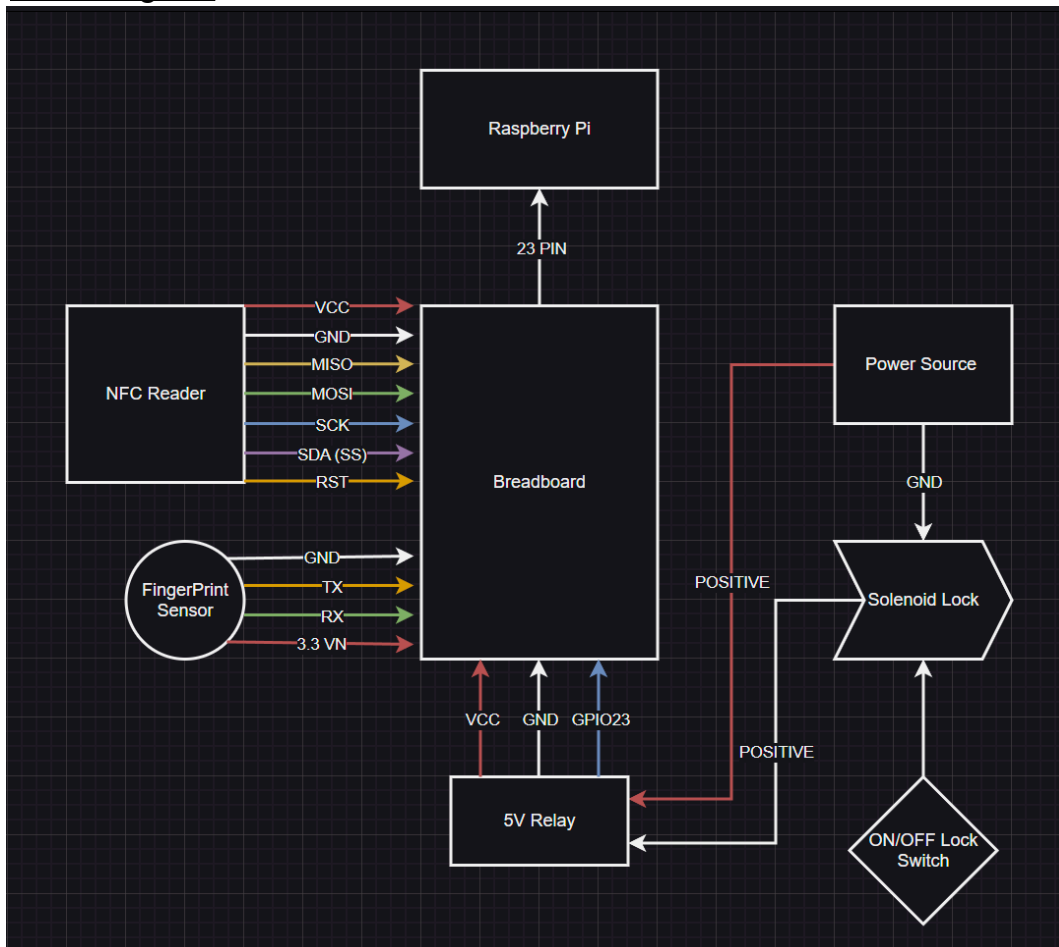 Raspberry Pi
23 PIN
NFC Reader
VCC
GND
MISO
MOSI
SCK
SDA (SS)
RST
Breadboard
Power Source
GND
FingerPrint
Sensor
GND
TX
RX
3.3 VN
POSITIVE
Solenoid Lock
VCC
GND
GPIO23
POSITIVE
5V Relay
ON/OFF Lock
Switch